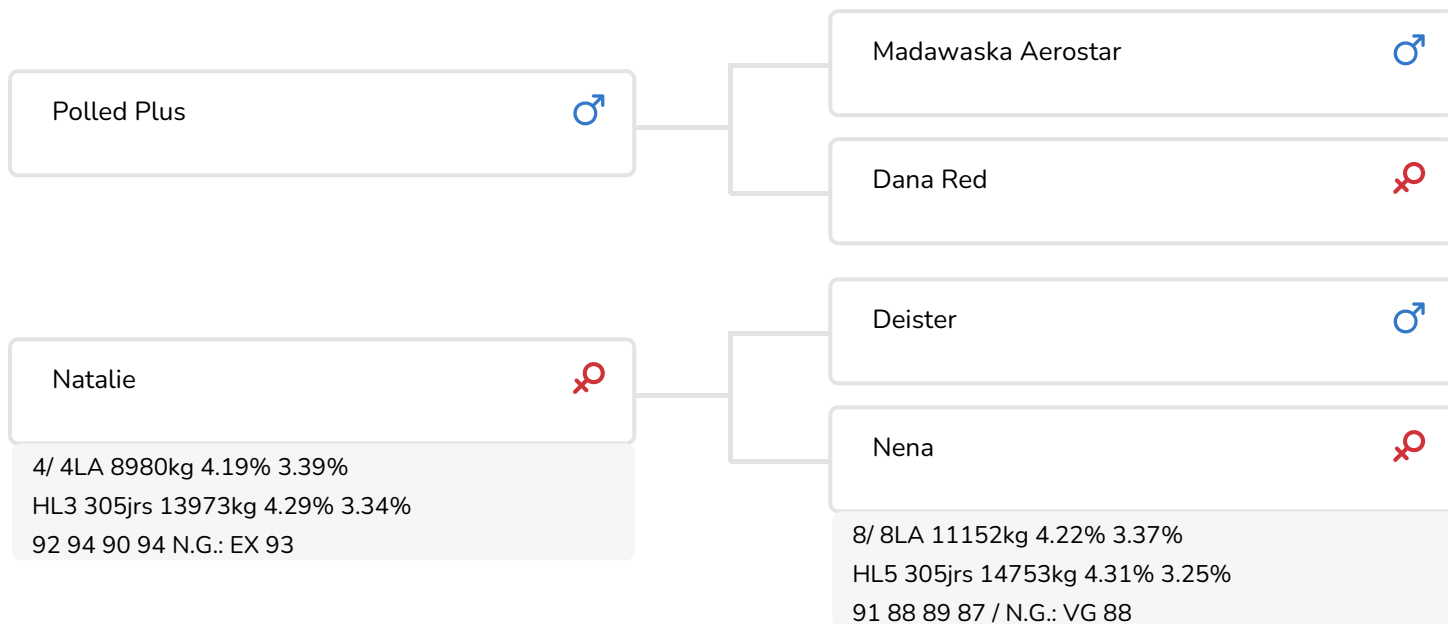 Madawaska Aerostar
Polled Plus
Dana Red
Deister
Natalie
Nena
4/ 4LA 8980kg 4.19% 3.39%
HL3 305jrs 13973kg 4.29% 3.34%
92 94 90 94 N.G.: EX 93
8/ 8LA 11152kg 4.22% 3.37%
HL5 305jrs 14753kg 4.31% 3.25%
91 88 89 87 / N.G.: VG 88